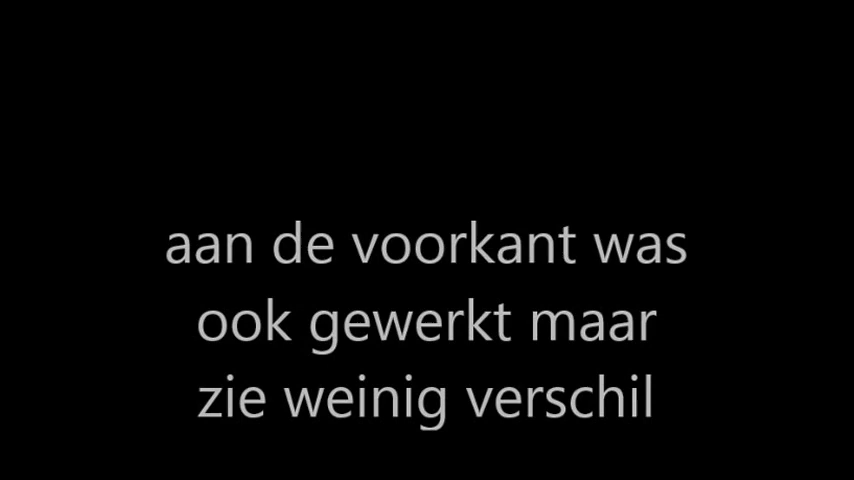 aan de voorkant was
ook gewerkt maar
zie weinig verschil